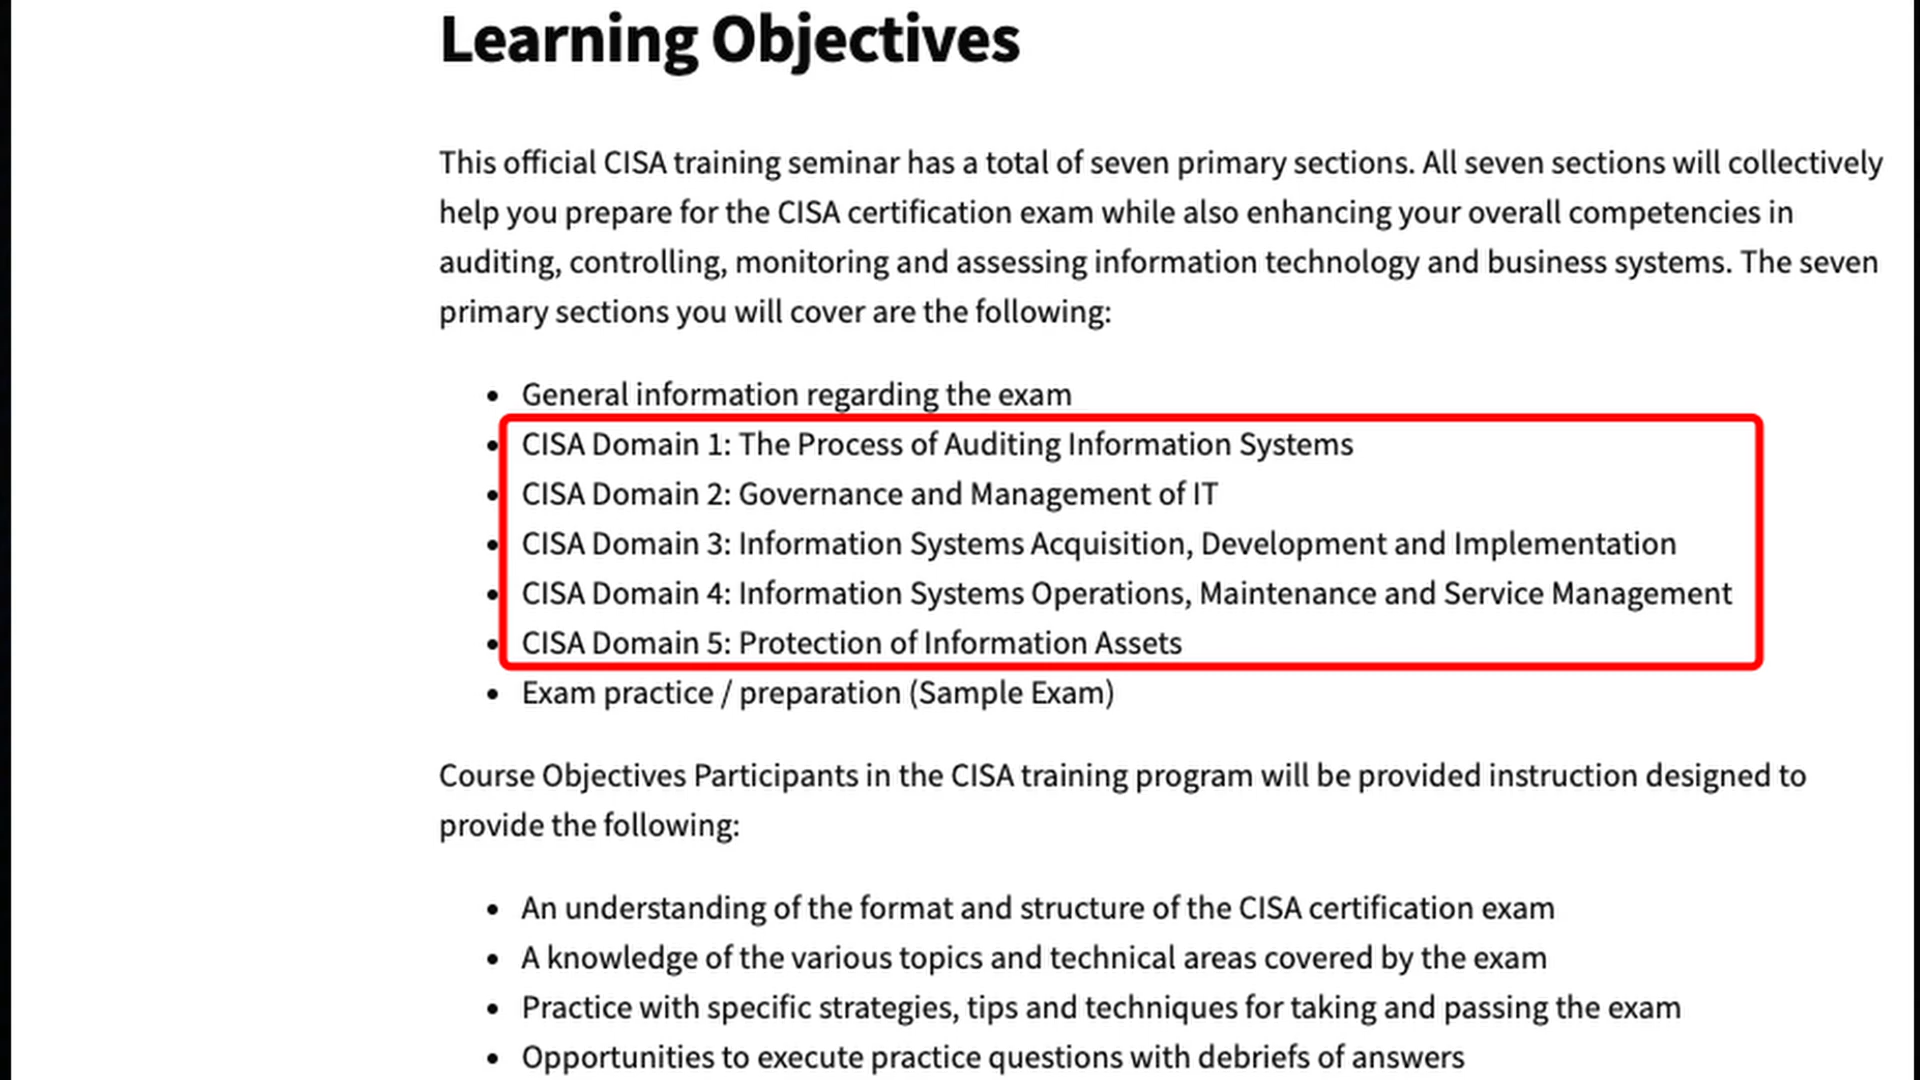 Learning Objectives
This official CISA training seminar has a total of seven primary sections. All seven sections will collectively
help you prepare for the CISA certification exam while also enhancing your overall competencies in
auditing, controlling, monitoring and assessing information technology and business systems. The seven
primary sections you will cover are the following:
• General information regarding the exam
• CISA Domain 1: The Process of Auditing Information Systems
• CISA Domain 2: Governance and Management of IT
• CISA Domain 3: Information Systems Acquisition, Development and Implementation
• CISA Domain 4: Information Systems Operations, Maintenance and Service Management
• CISA Domain 5: Protection of Information Assets
• Exam practice / preparation (Sample Exam)
Course Objectives Participants in the CISA training program will be provided instruction designed to
provide the following:
• An understanding of the format and structure of the CISA certification exam
• A knowledge of the various topics and technical areas covered by the exam
• Practice with specific strategies, tips and techniques for taking and passing the exam
• Opportunities to execute practice questions with debriefs of answers